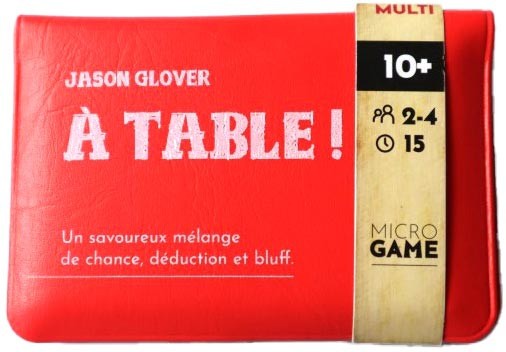 JASON GLOVER
À TABLE !
Un savoureux mélange
de chance, déduction et bluff.
MULTI
10+
2-4
15
MICRO
GAME